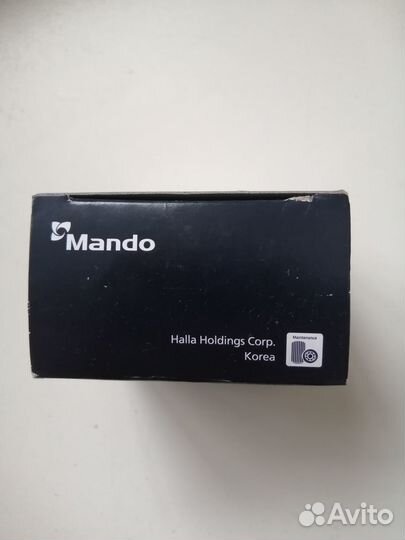 Mando
Halla Holdings Corp.
Korea
Maintenance
Avito